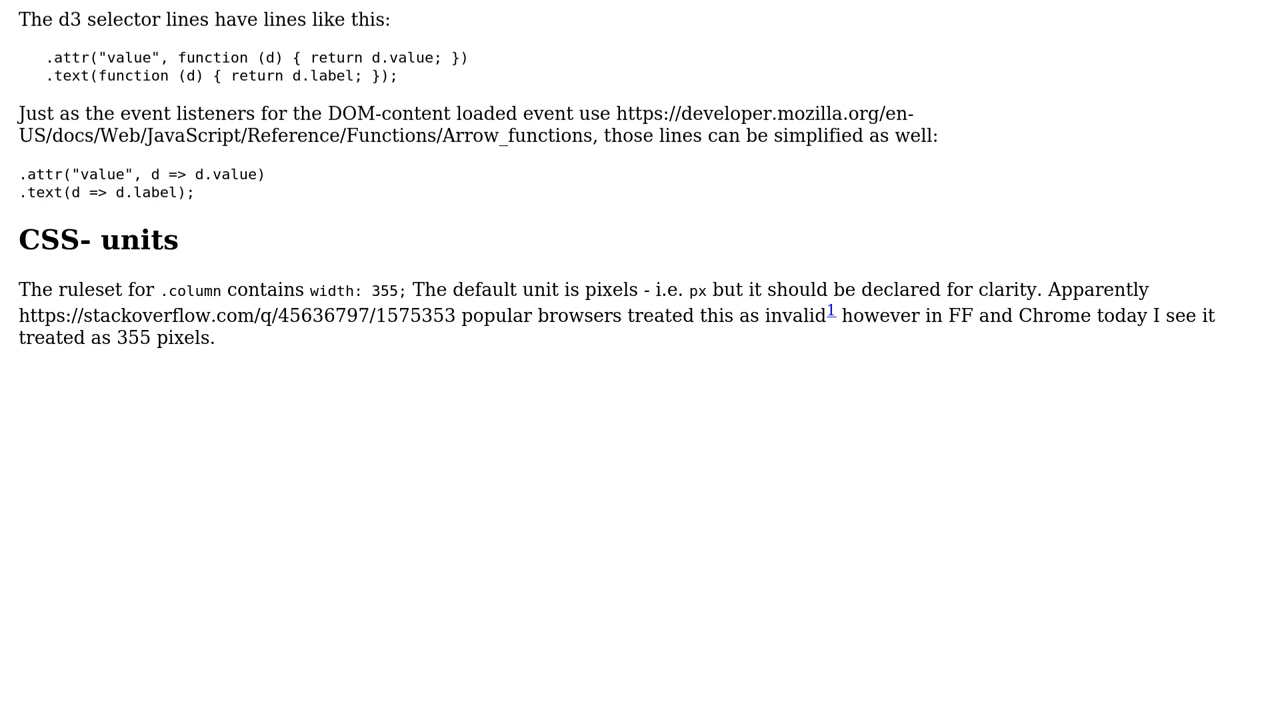 The d3 selector lines have lines like this:
.attr("value", function (d) { return d.value; })
.text(function (d) { return d.label; });
Just as the event listeners for the DOM-content loaded event use https://developer.mozilla.org/en-
US/docs/Web/JavaScript/Reference/Functions/Arrow_functions, those lines can be simplified as well:
.attr("value", d => d.value)
.text(d => d.label);
CSS- units
The ruleset for .column contains width: 355; The default unit is pixels - i.e. px but it should be declared for clarity. Apparently
https://stackoverflow.com/q/45636797/1575353 popular browsers treated this as invalid1 however in FF and Chrome today I see it
treated as 355 pixels.